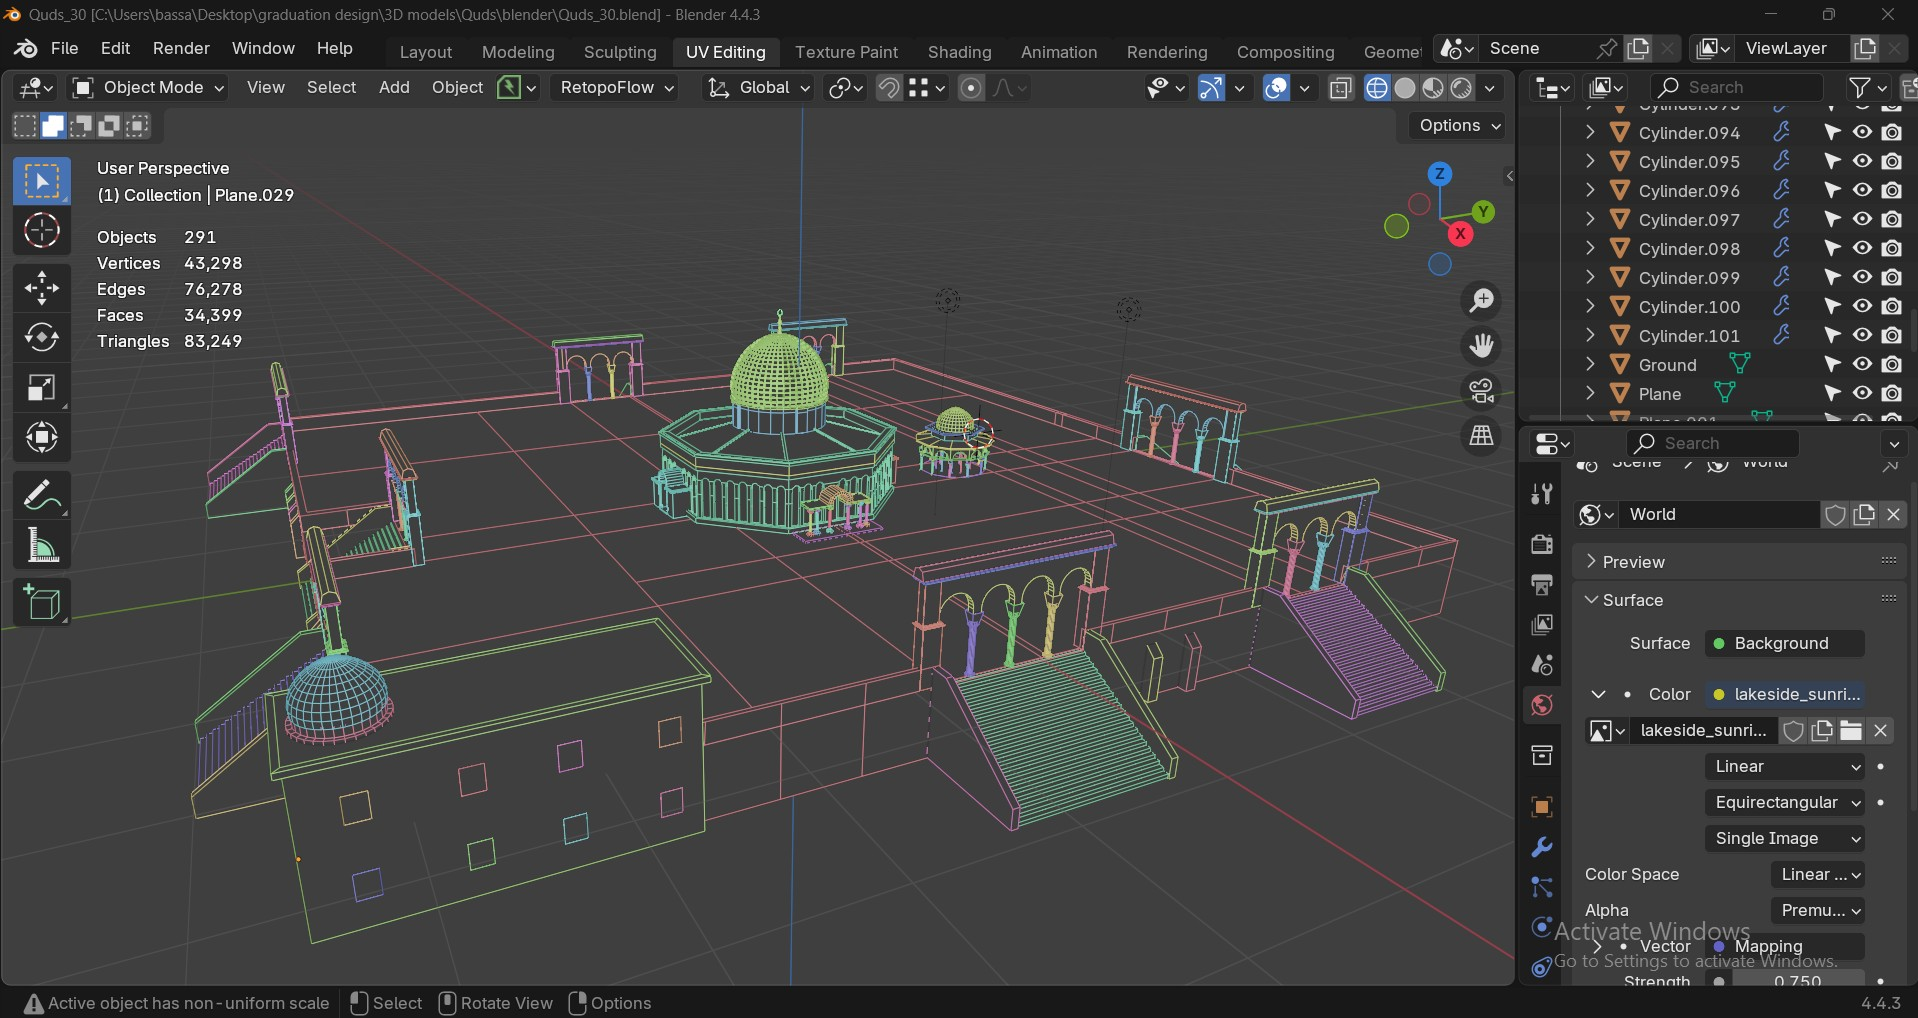 Quds_30 [C:\Users\bassa\Desktop\graduation design\3D models\Quds\blender\Quds_30.blend] - Blender 4.4.3
File Edit Render Window Help Layout Modeling Sculpting UV Editing Texture Paint Shading Animation Rendering Compositing Geomet Scene ViewLayer
Object Mode View Select Add Object RetopoFlow Global Search
Options
User Perspective
(1) Collection | Plane.029
Objects 291
Vertices 43,298
Edges 76,278
Faces 34,399
Triangles 83,249
Z
Y
X
Cylinder.094
Cylinder.095
Cylinder.096
Cylinder.097
Cylinder.098
Cylinder.099
Cylinder.100
Cylinder.101
Ground
Plane
Search
Scene World
World
Preview
Surface
Surface Background
Color lakeside_sunri...
lakeside_sunri...
Linear
Equirectangular
Single Image
Color Space Linear ...
Alpha Premu...
Activate Windows
Vector Mapping
Go to Settings to activate Windows.
Strength 0.750
Active object has non-uniform scale Select Rotate View Options 4.4.3